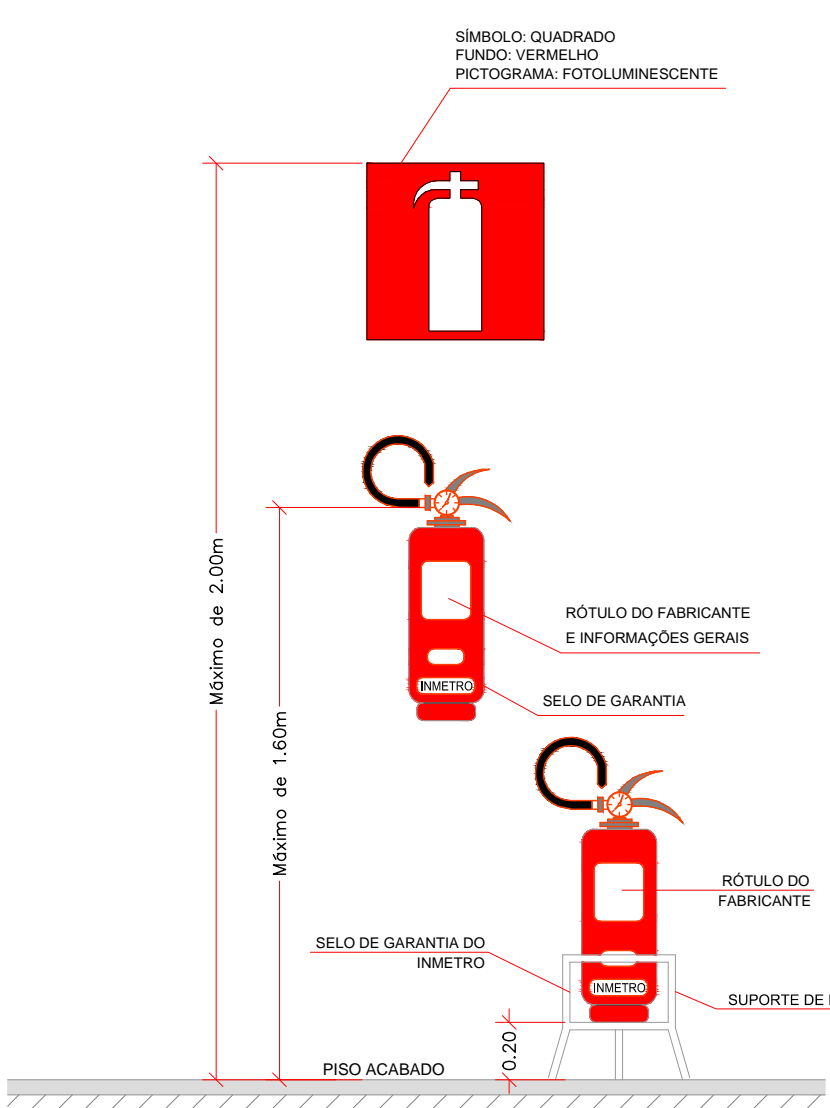 SÍMBOLO: QUADRADO
FUNDO: VERMELHO
PICTOGRAMA: FOTOLUMINESCENTE
Máximo de 2.00m
Máximo de 1.60m
RÓTULO DO FABRICANTE
E INFORMAÇÕES GERAIS
INMETRO
SELO DE GARANTIA
RÓTULO DO
FABRICANTE
SELO DE GARANTIA DO
INMETRO
INMETRO
SUPORTE DE
0.20
PISO ACABADO